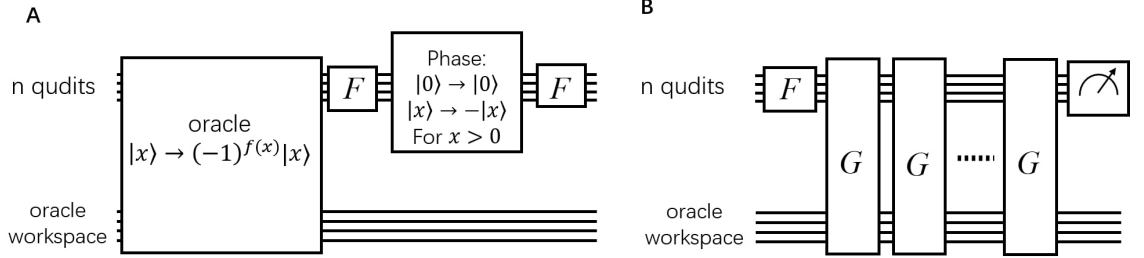 A
n qudits
oracle
|x⟩ → (−1)^{f(x)}|x⟩
F
Phase:
|0⟩ → |0⟩
|x⟩ → −|x⟩
For x > 0
F
oracle
workspace
B
n qudits
F
G
G
G
oracle
workspace